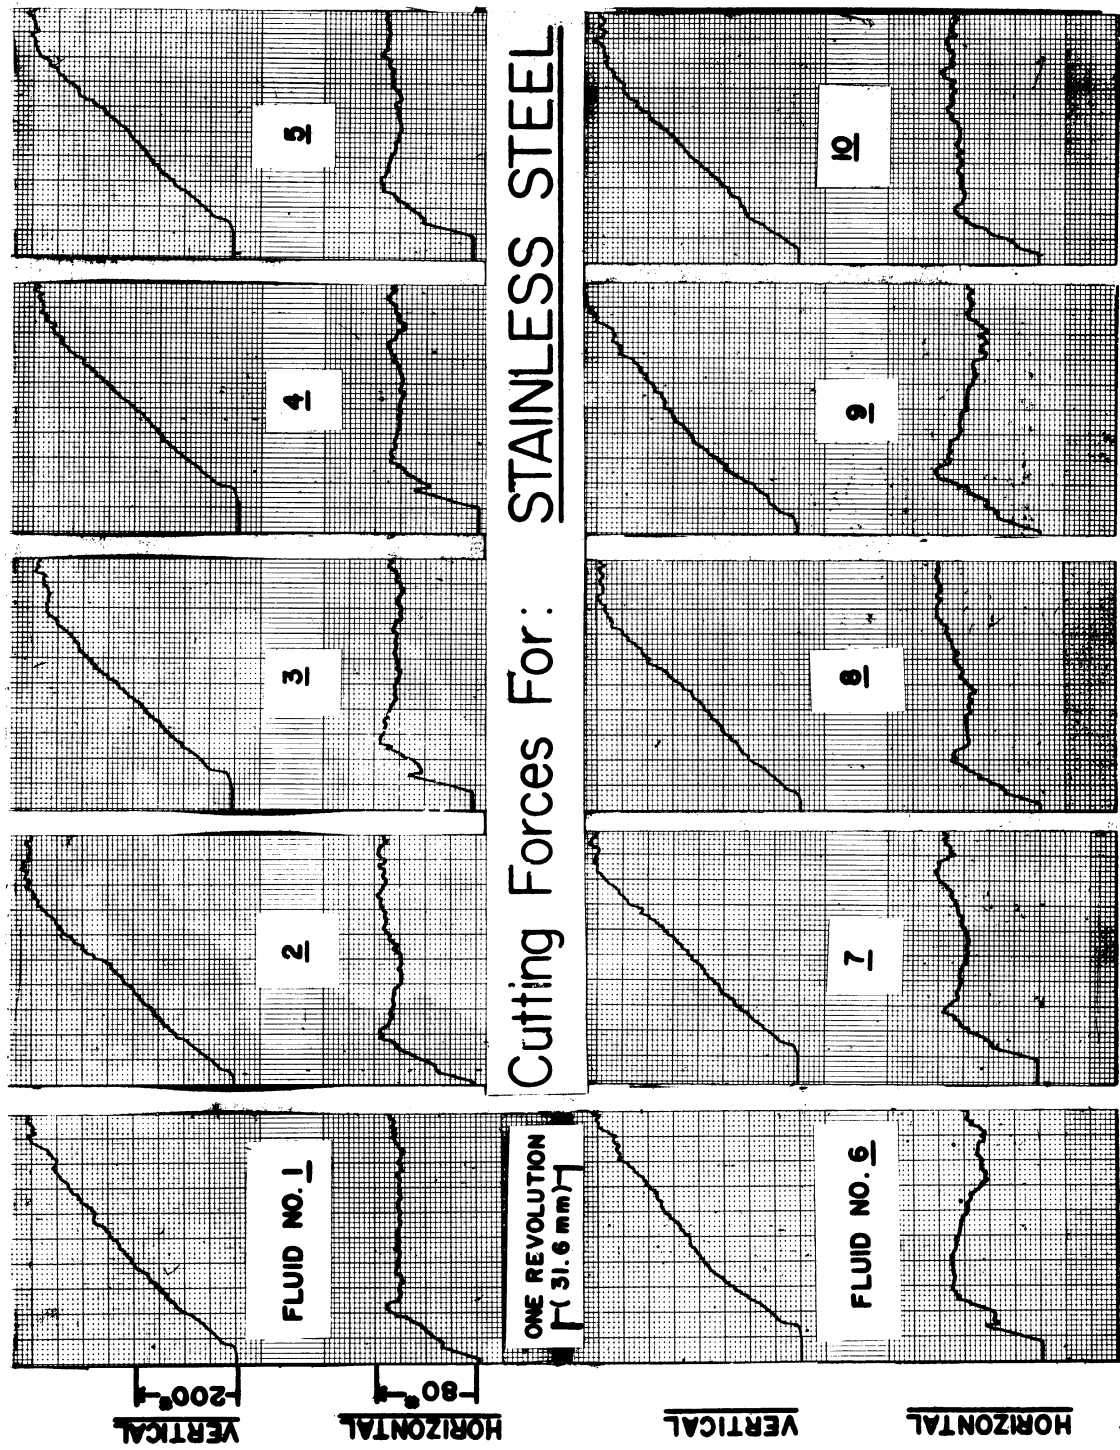 VERTICAL
200#
FLUID NO. 1
2
3
4
5
HORIZONTAL
80#
Cutting Forces For: STAINLESS STEEL
ONE REVOLUTION
(31.6 mm)
VERTICAL
FLUID NO. 6
7
8
9
10
HORIZONTAL